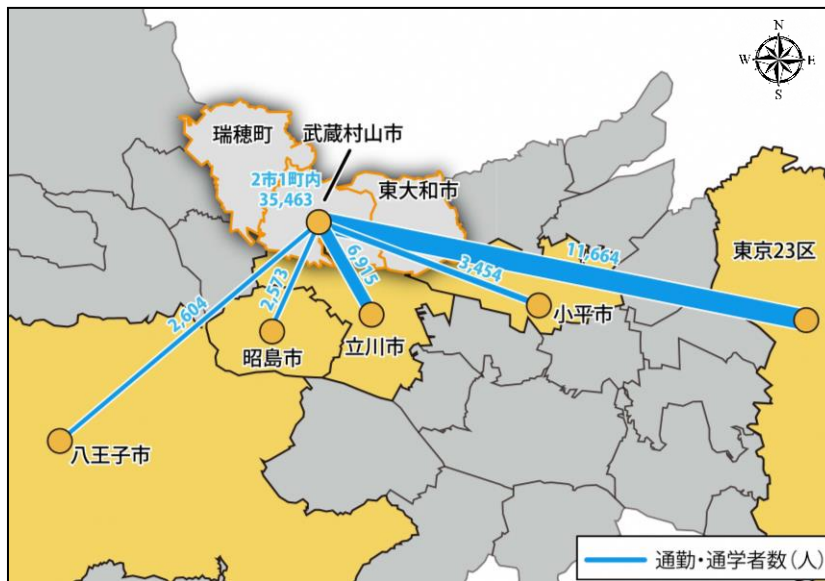 N
W E
S
瑞穂町
武蔵村山市
2市1町内
35,463
東大和市
11,664
東京23区
6,915
3,454
2,573
2,604
小平市
立川市
昭島市
八王子市
通勤・通学者数(人)